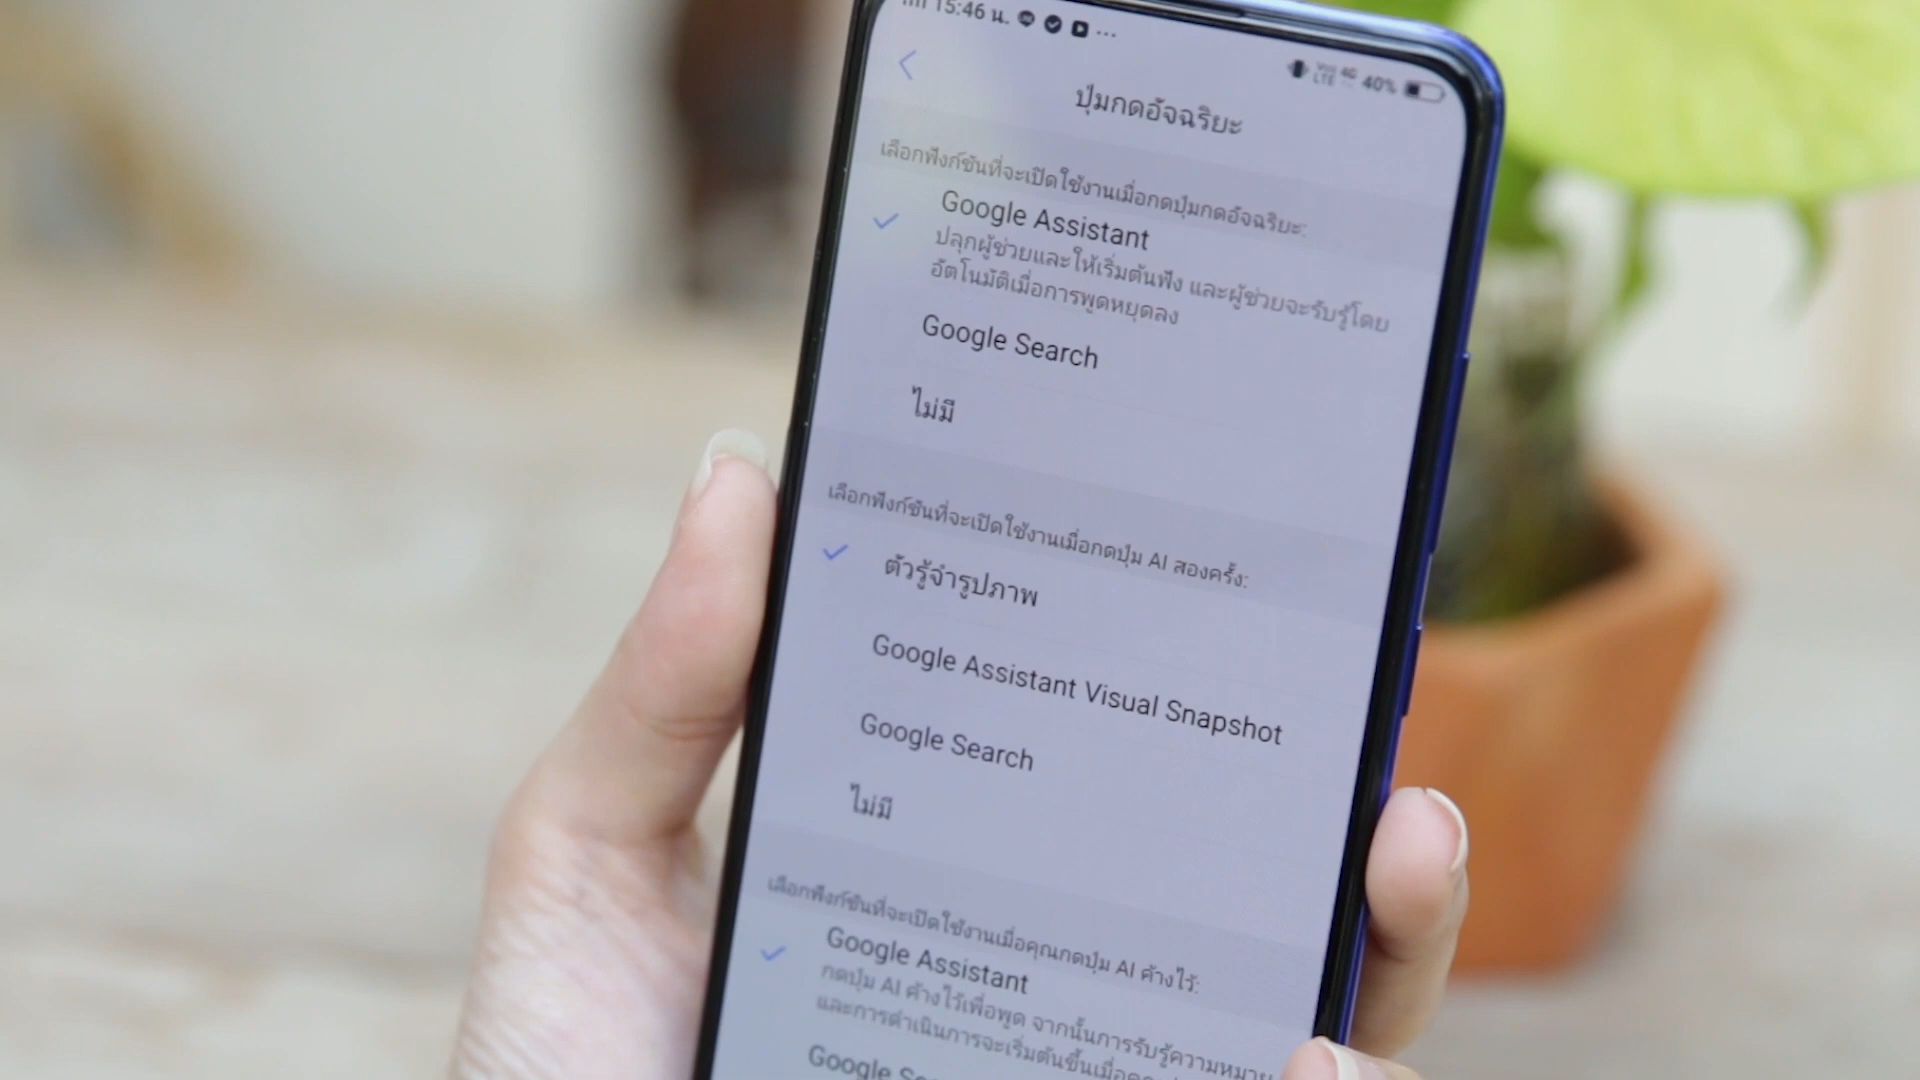 15:46 น.
VoLTE 4G 40%
ปุ่มกดอัจฉริยะ
เลือกฟังก์ชันที่จะเปิดใช้งานเมื่อกดปุ่มกดอัจฉริยะ:
Google Assistant
ปลุกผู้ช่วยและให้เริ่มต้นฟัง และผู้ช่วยจะรับรู้โดย
อัตโนมัติเมื่อการพูดหยุดลง
Google Search
ไม่มี
เลือกฟังก์ชันที่จะเปิดใช้งานเมื่อกดปุ่ม AI สองครั้ง:
ตัวรู้จำรูปภาพ
Google Assistant Visual Snapshot
Google Search
ไม่มี
เลือกฟังก์ชันที่จะเปิดใช้งานเมื่อคุณกดปุ่ม AI ค้างไว้:
Google Assistant
กดปุ่ม AI ค้างไว้เพื่อพูด จากนั้นการรับรู้ความหมาย
และการดำเนินการจะเริ่มต้นขึ้นเมื่อ
Google